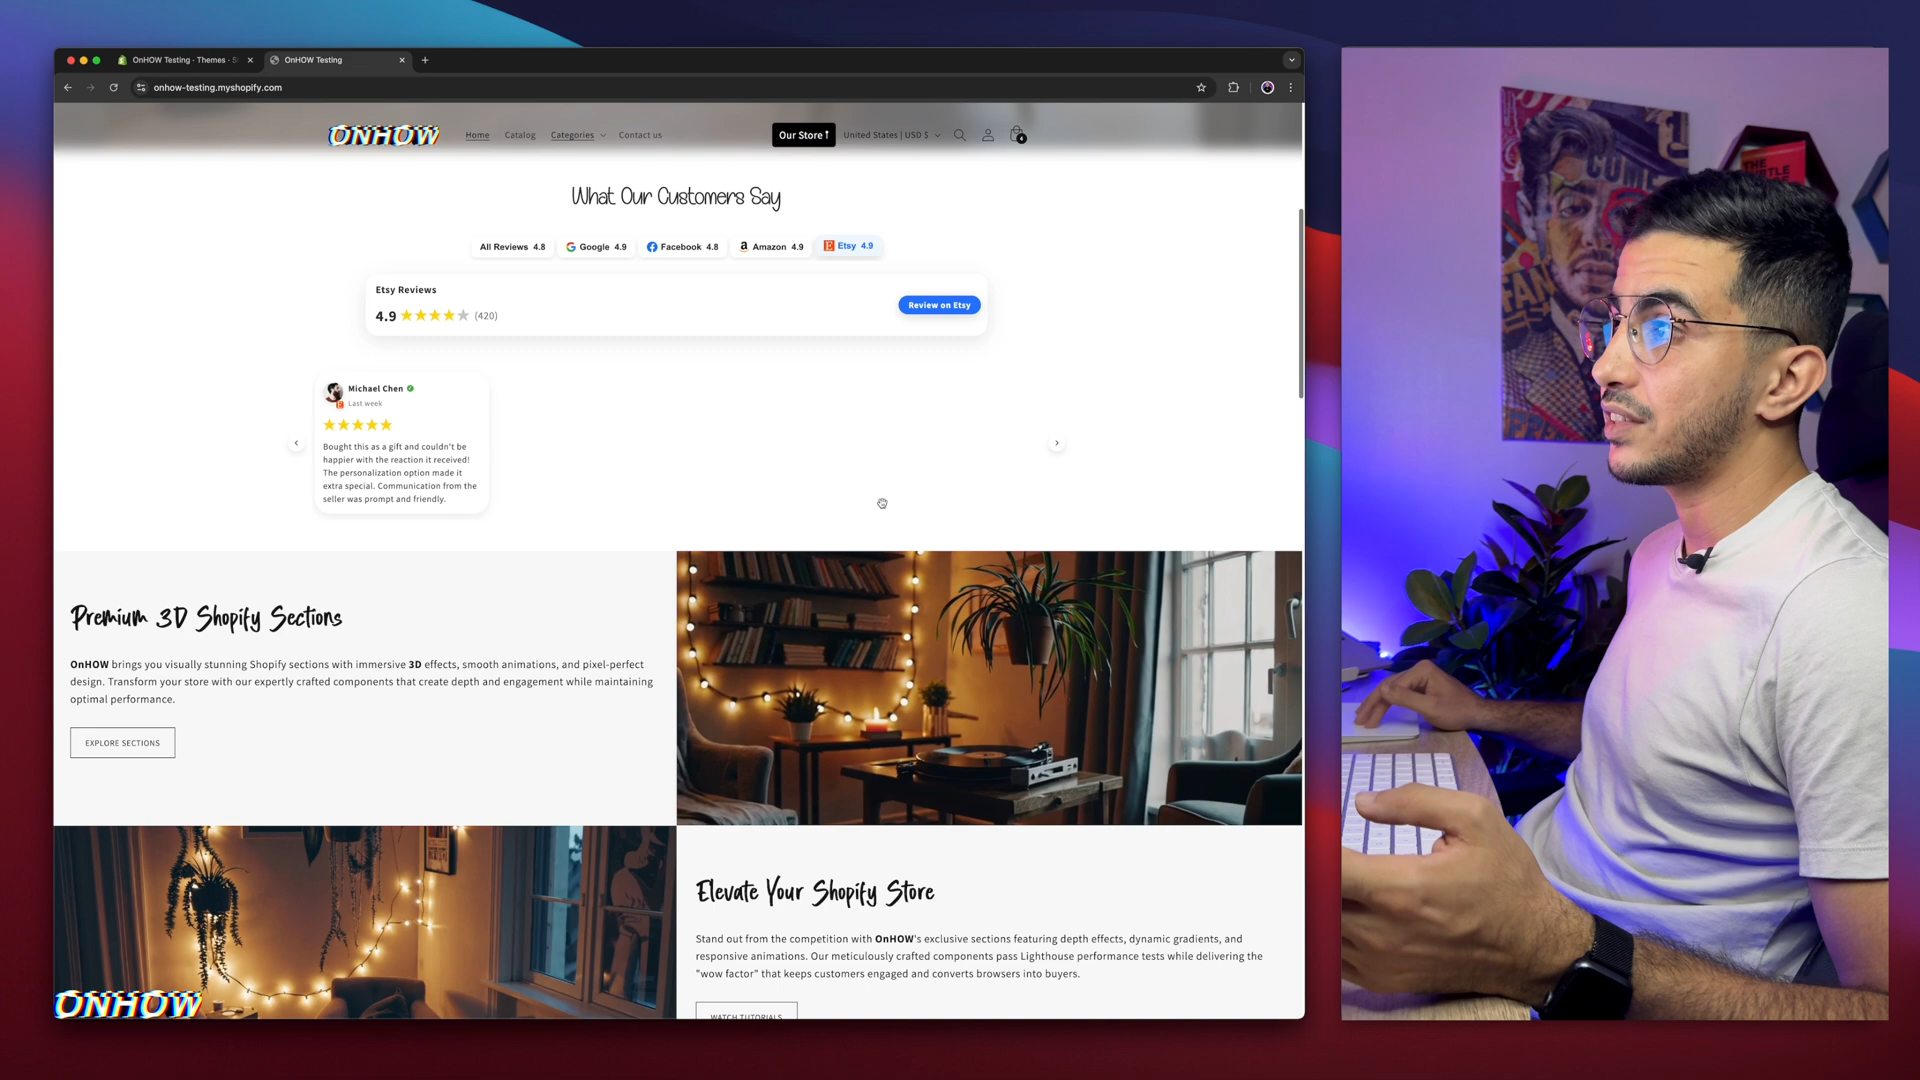 OnHOW Testing - Themes - S
OnHOW Testing
onhow-testing.myshopify.com
ONHOW
Home
Catalog
Categories
Contact us
Our Store↑
United States | USD $
4
What Our Customers Say
All Reviews 4.8
Google 4.9
Facebook 4.8
a Amazon 4.9
E Etsy 4.9
Etsy Reviews
4.9 ★★★★★ (420)
Review on Etsy
Michael Chen
Last week
Bought this as a gift and couldn't be
happier with the reaction it received!
The personalization option made it
extra special. Communication from the
seller was prompt and friendly.
Premium 3D Shopify Sections
OnHOW brings you visually stunning Shopify sections with immersive 3D effects, smooth animations, and pixel-perfect
design. Transform your store with our expertly crafted components that create depth and engagement while maintaining
optimal performance.
EXPLORE SECTIONS
Elevate Your Shopify Store
Stand out from the competition with OnHOW's exclusive sections featuring depth effects, dynamic gradients, and
responsive animations. Our meticulously crafted components pass Lighthouse performance tests while delivering the
"wow factor" that keeps customers engaged and converts browsers into buyers.
WATCH TUTORIALS
ONHOW
COME
FAN
THE